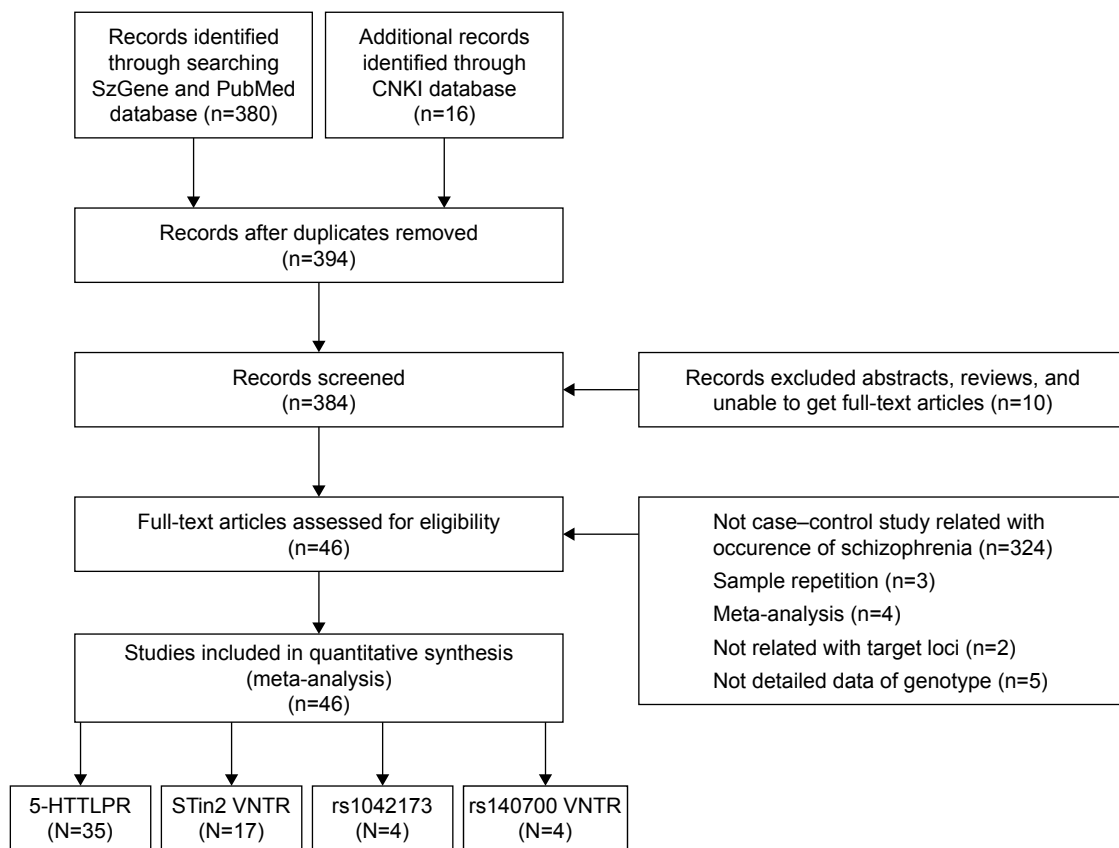 Records identified
through searching
SzGene and PubMed
database (n=380)
Additional records
identified through
CNKI database
(n=16)
Records after duplicates removed
(n=394)
Records screened
(n=384)
Records excluded abstracts, reviews, and
unable to get full-text articles (n=10)
Full-text articles assessed for eligibility
(n=46)
Not case–control study related with
occurence of schizophrenia (n=324)
Sample repetition (n=3)
Meta-analysis (n=4)
Not related with target loci (n=2)
Not detailed data of genotype (n=5)
Studies included in quantitative synthesis
(meta-analysis)
(n=46)
5-HTTLPR
(N=35)
STin2 VNTR
(N=17)
rs1042173
(N=4)
rs140700 VNTR
(N=4)